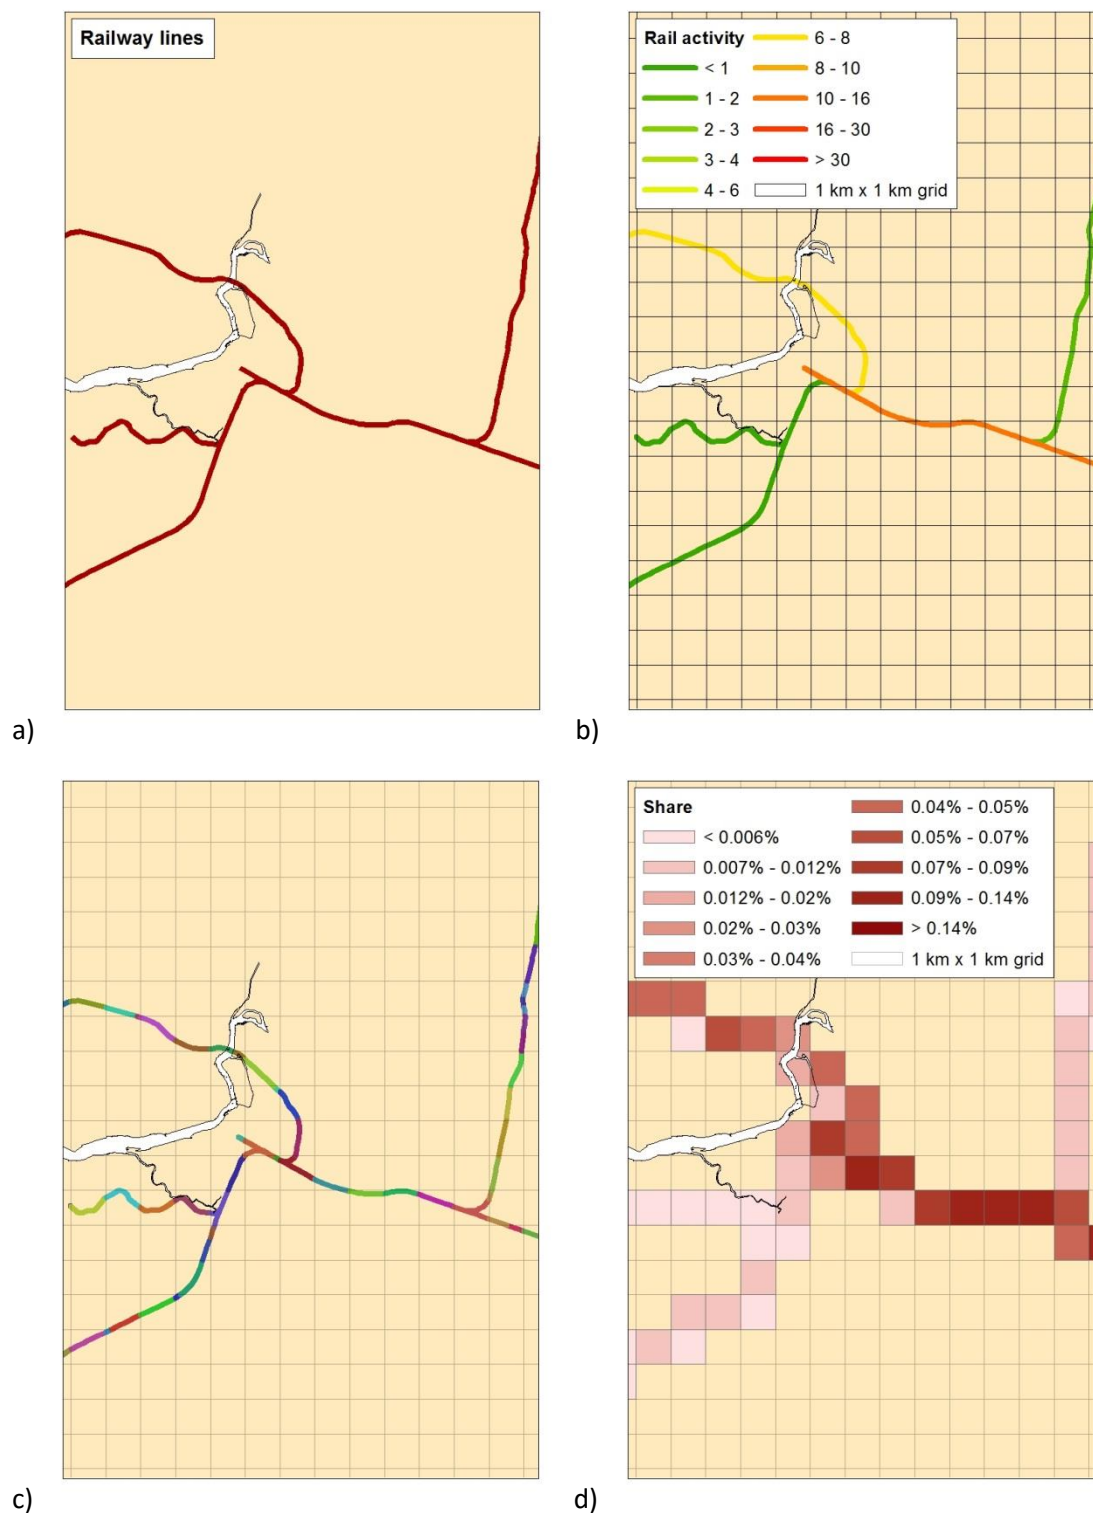 Railway lines
a)
Rail activity
< 1
1 - 2
2 - 3
3 - 4
4 - 6
6 - 8
8 - 10
10 - 16
16 - 30
> 30
1 km x 1 km grid
b)
c)
Share
< 0.006%
0.007% - 0.012%
0.012% - 0.02%
0.02% - 0.03%
0.03% - 0.04%
0.04% - 0.05%
0.05% - 0.07%
0.07% - 0.09%
0.09% - 0.14%
> 0.14%
1 km x 1 km grid
d)